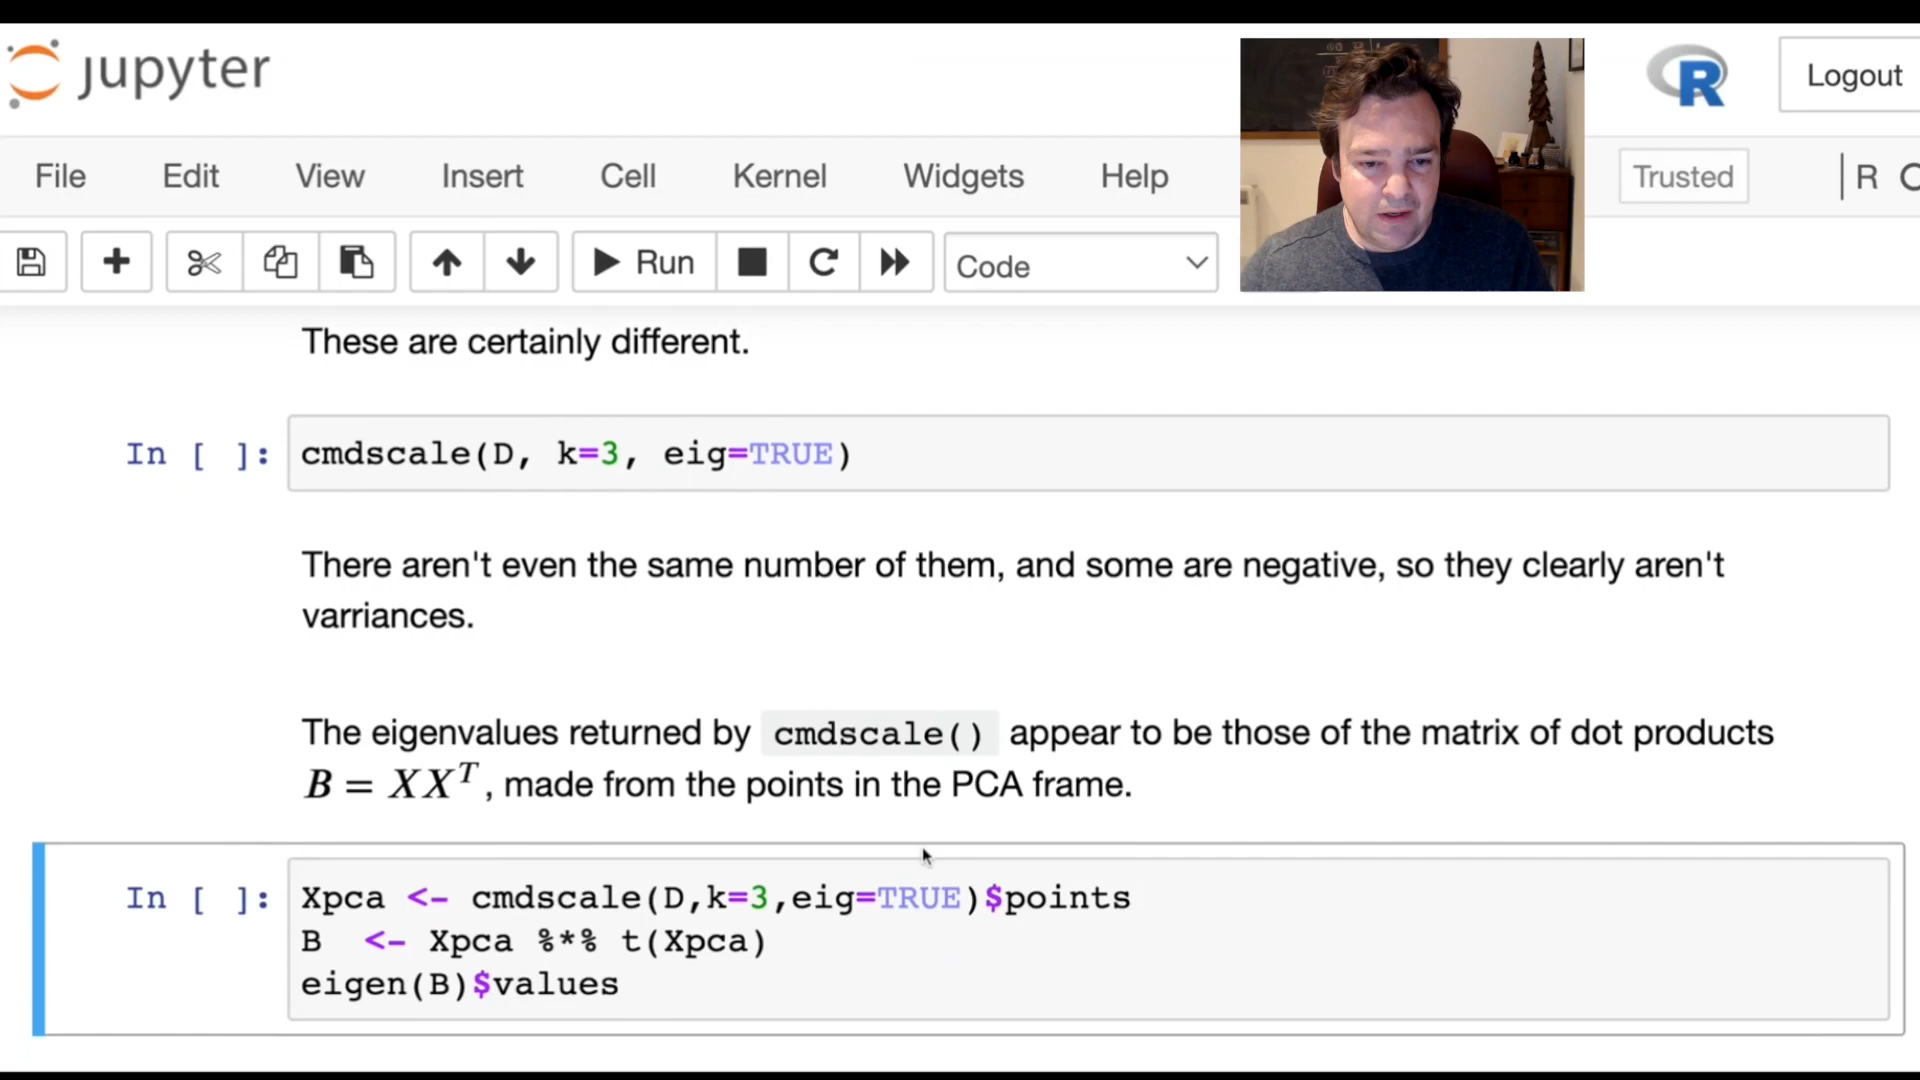 jupyter
R
Logout
File Edit View Insert Cell Kernel Widgets Help
Trusted
R
Run
Code
These are certainly different.
In [ ]: cmdscale(D, k=3, eig=TRUE)
There aren't even the same number of them, and some are negative, so they clearly aren't
varriances.
The eigenvalues returned by cmdscale() appear to be those of the matrix of dot products
B = XX^T, made from the points in the PCA frame.
In [ ]: Xpca <- cmdscale(D,k=3,eig=TRUE)$points
B <- Xpca %*% t(Xpca)
eigen(B)$values